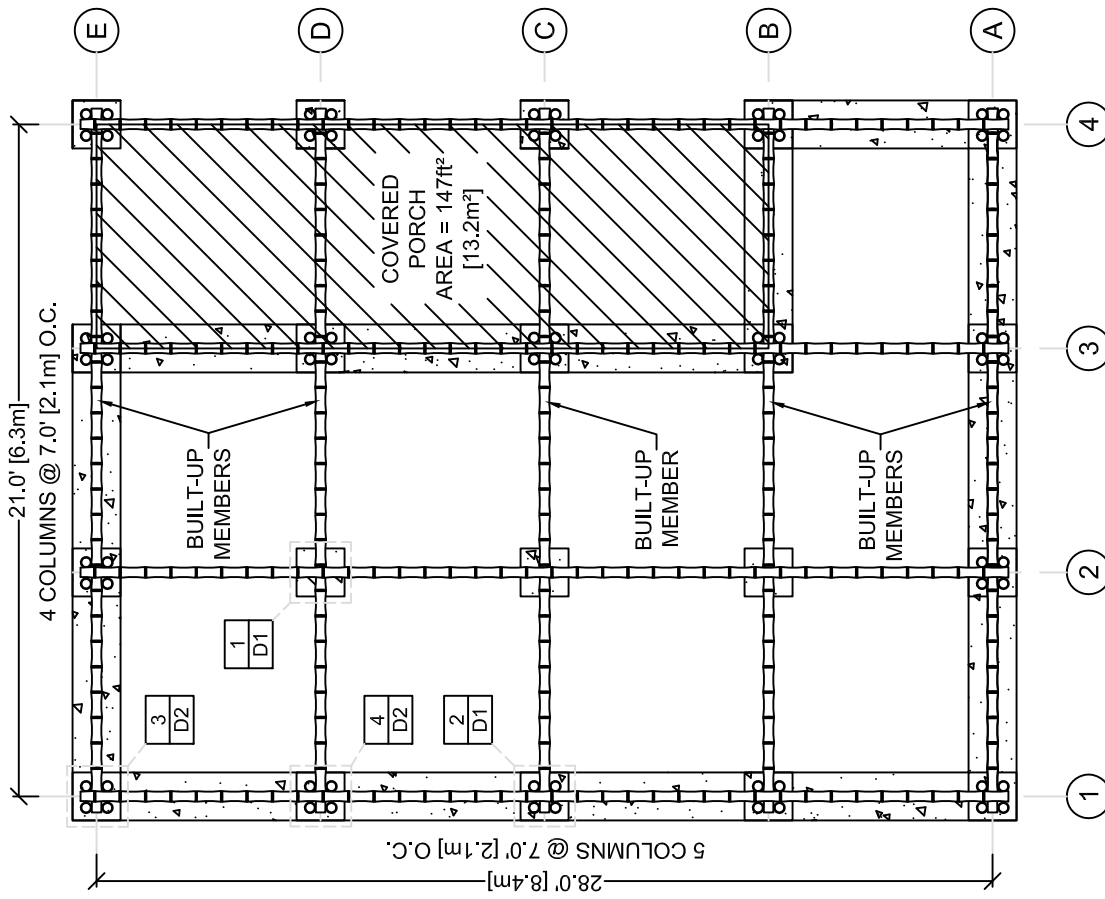 21.0' [6.3m]
4 COLUMNS @ 7.0' [2.1m] O.C.
E
D
C
B
A
COVERED
PORCH
AREA = 147ft²
[13.2m²]
BUILT-UP
MEMBERS
BUILT-UP
MEMBER
BUILT-UP
MEMBERS
1
D1
3
D2
4
D2
2
D1
5 COLUMNS @ 7.0' [2.1m] O.C.
28.0' [8.4m]
1
2
3
4